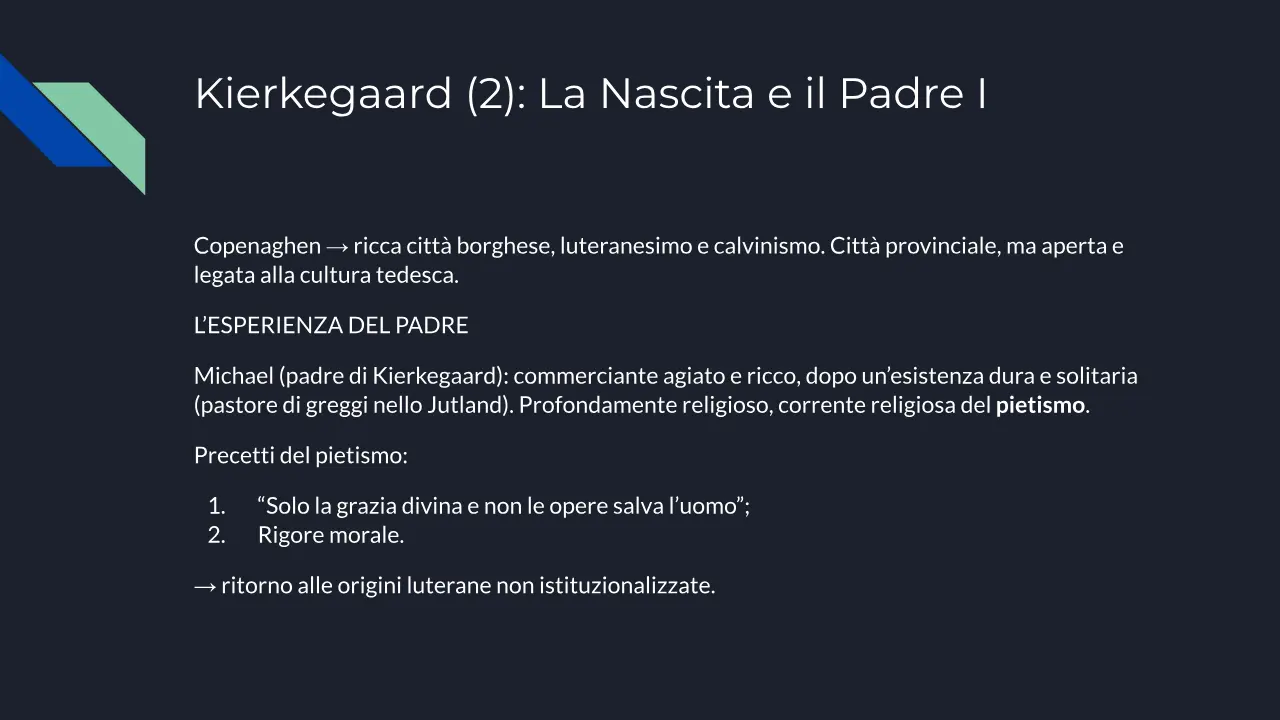 Kierkegaard (2): La Nascita e il Padre I
Copenaghen → ricca città borghese, luteranesimo e calvinismo. Città provinciale, ma aperta e
legata alla cultura tedesca.
L’ESPERIENZA DEL PADRE
Michael (padre di Kierkegaard): commerciante agiato e ricco, dopo un’esistenza dura e solitaria
(pastore di greggi nello Jutland). Profondamente religioso, corrente religiosa del pietismo.
Precetti del pietismo:
1. “Solo la grazia divina e non le opere salva l’uomo”;
2. Rigore morale.
→ ritorno alle origini luterane non istituzionalizzate.